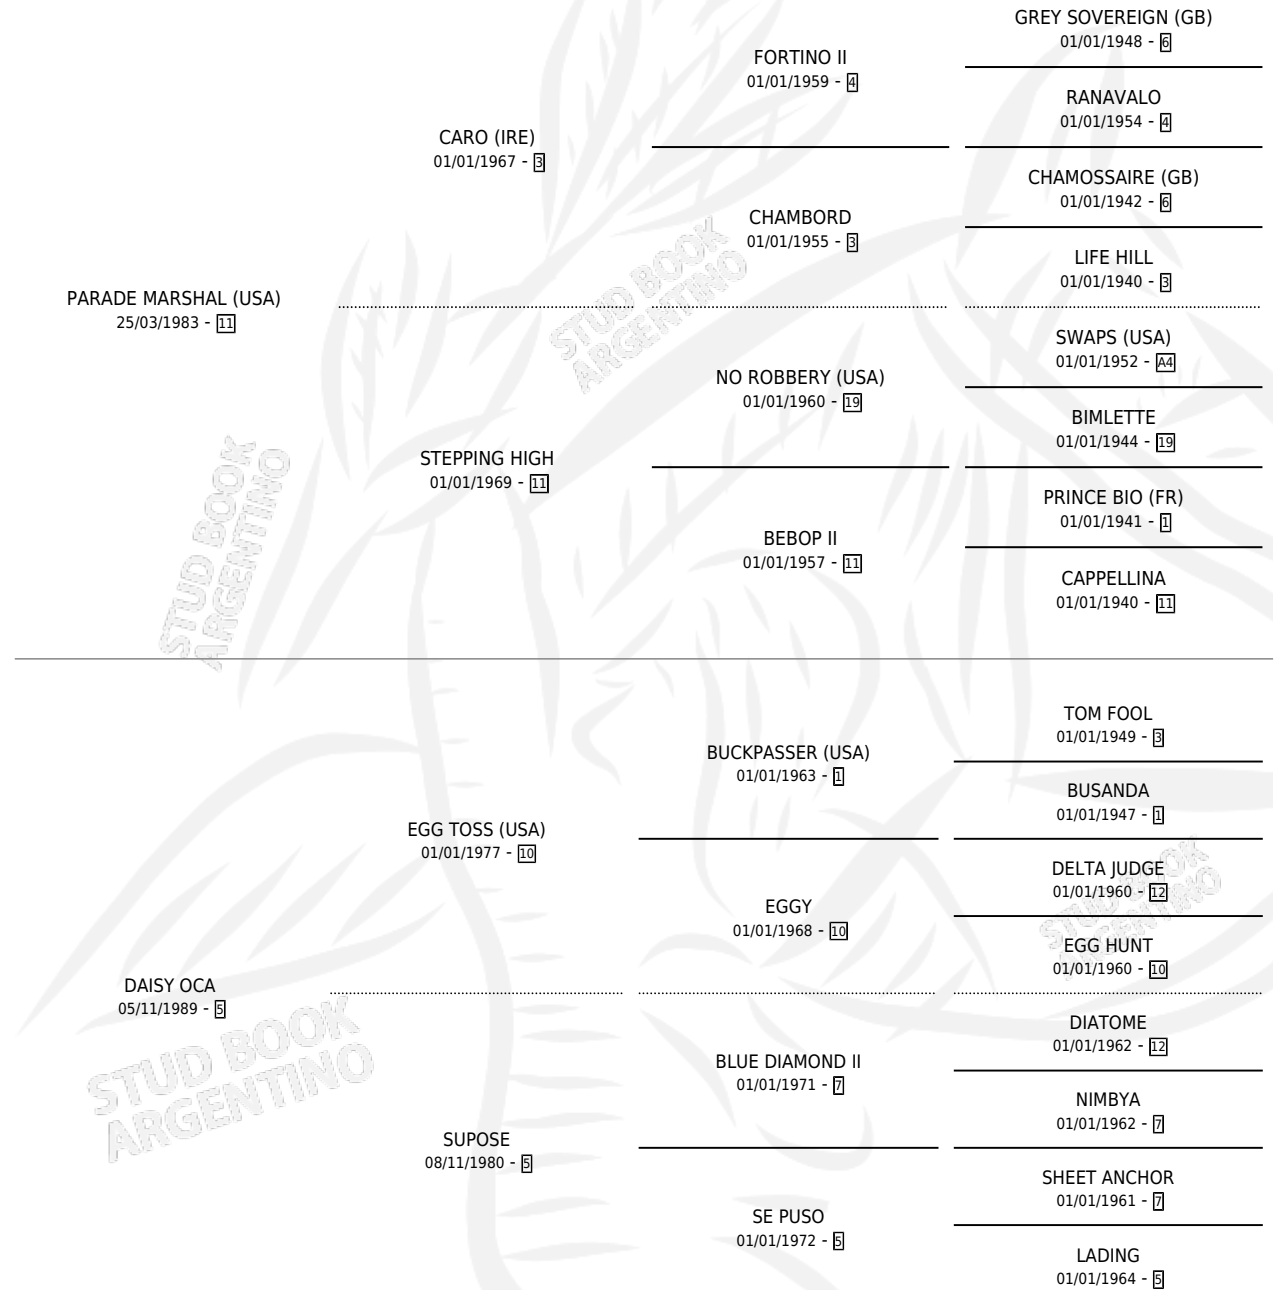 GREY SOVEREIGN (GB)
01/01/1948 - 6
FORTINO II
01/01/1959 - 4
RANAVALO
01/01/1954 - 4
CARO (IRE)
01/01/1967 - 3
CHAMOSSAIRE (GB)
01/01/1942 - 6
CHAMBORD
01/01/1955 - 3
LIFE HILL
01/01/1940 - 3
PARADE MARSHAL (USA)
25/03/1983 - 11
SWAPS (USA)
01/01/1952 - A4
NO ROBBERY (USA)
01/01/1960 - 19
BIMLETTE
01/01/1944 - 19
STEPPING HIGH
01/01/1969 - 11
PRINCE BIO (FR)
01/01/1941 - 1
BEBOP II
01/01/1957 - 11
CAPPELLINA
01/01/1940 - 11
STUD BOOK
ARGENTINO
STUD BOOK
ARGENTINO
TOM FOOL
01/01/1949 - 3
BUCKPASSER (USA)
01/01/1963 - 1
BUSANDA
01/01/1947 - 1
EGG TOSS (USA)
01/01/1977 - 10
DELTA JUDGE
01/01/1960 - 12
EGGY
01/01/1968 - 10
EGG HUNT
01/01/1960 - 10
DAISY OCA
05/11/1989 - 5
DIATOME
01/01/1962 - 12
BLUE DIAMOND II
01/01/1971 - 7
NIMBYA
01/01/1962 - 7
SUPOSE
08/11/1980 - 5
SHEET ANCHOR
01/01/1961 - 7
SE PUSO
01/01/1972 - 5
LADING
01/01/1964 - 5
STUD BOOK
ARGENTINO
STUD BOOK
ARGENTINO